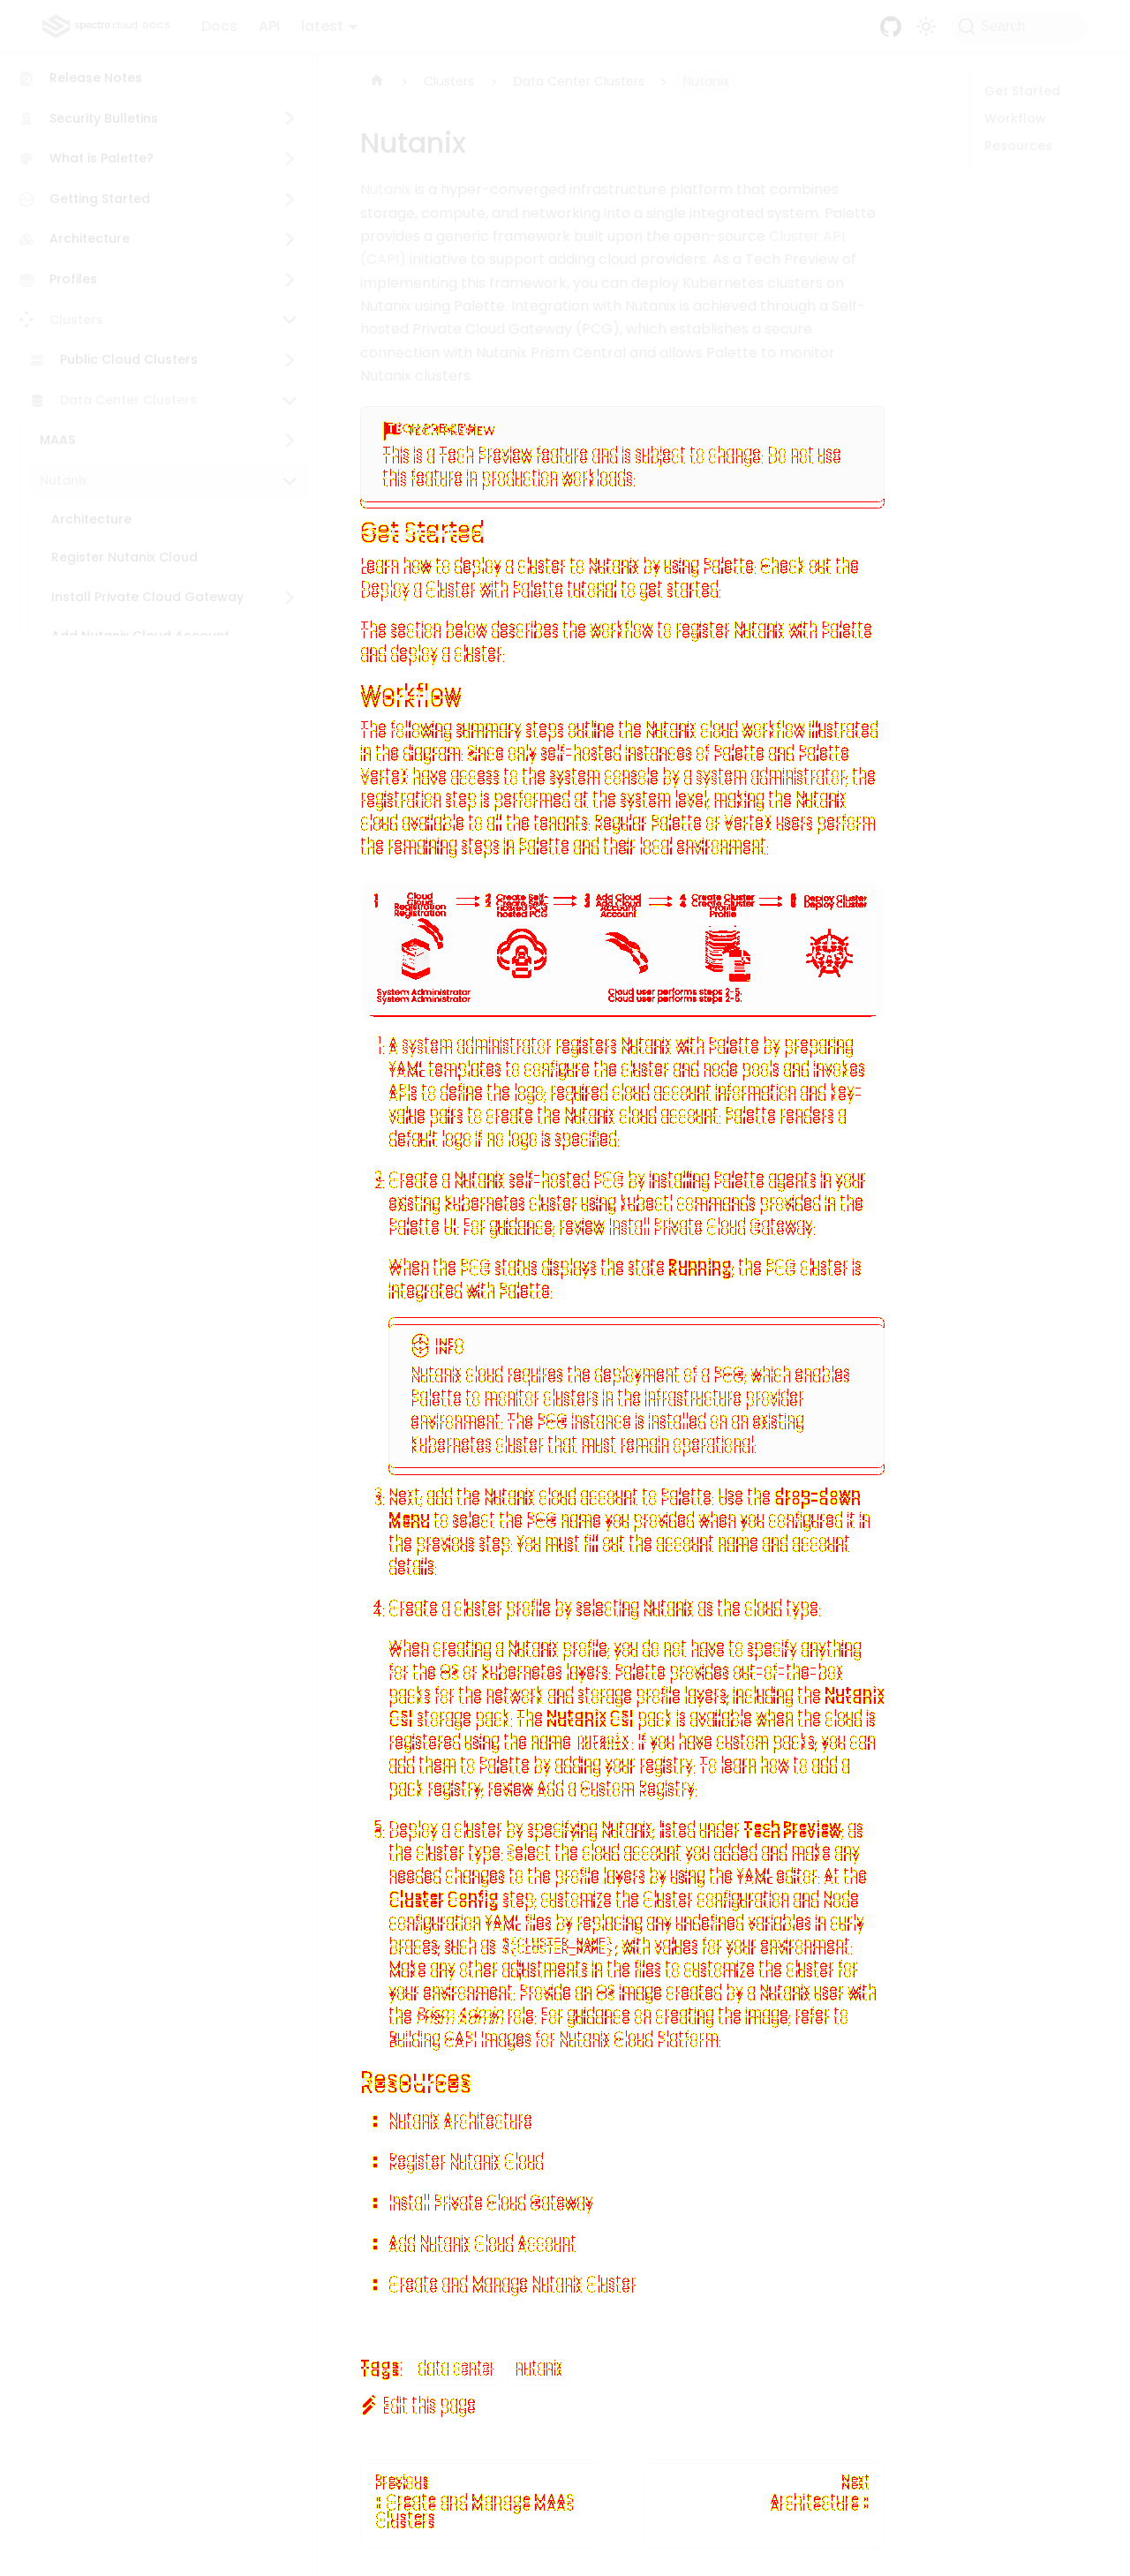 spectro cloud DOCS
Docs
API
latest
Search
Release Notes
Security Bulletins
What is Palette?
Getting Started
Architecture
Profiles
Clusters
Public Cloud Clusters
Data Center Clusters
MAAS
Nutanix
Architecture
Register Nutanix Cloud
Install Private Cloud Gateway
Add Nutanix Cloud Account
Clusters
Data Center Clusters
Nutanix
Get Started
Workflow
Resources
Nutanix
Nutanix is a hyper-converged infrastructure platform that combines
storage, compute, and networking into a single integrated system. Palette
provides a generic framework built upon the open-source Cluster API
(CAPI) initiative to support adding cloud providers. As a Tech Preview of
implementing this framework, you can deploy Kubernetes clusters on
Nutanix using Palette. Integration with Nutanix is achieved through a Self-
hosted Private Cloud Gateway (PCG), which establishes a secure
connection with Nutanix Prism Central and allows Palette to monitor
Nutanix clusters.
TECH PREVIEW
This is a Tech Preview feature and is subject to change. Do not use
this feature in production workloads.
Get Started
Learn how to deploy a cluster to Nutanix by using Palette. Check out the
Deploy a Cluster with Palette tutorial to get started.
The section below describes the workflow to register Nutanix with Palette
and deploy a cluster.
Workflow
The following summary steps outline the Nutanix cloud workflow illustrated
in the diagram. Since only self-hosted instances of Palette and Palette
VerteX have access to the system console by a system administrator, the
registration step is performed at the system level, making the Nutanix
cloud available to all the tenants. Regular Palette or VerteX users perform
the remaining steps in Palette and their local environment.
1 Cloud
Registration
2 Create Self-
hosted PCG
3 Add Cloud
Account
4 Create Cluster
Profile
5 Deploy Cluster
System Administrator
Cloud user performs steps 2-5.
1. A system administrator registers Nutanix with Palette by preparing
YAML templates to configure the cluster and node pools and invokes
APIs to define the logo, required cloud account information and key-
value pairs to create the Nutanix cloud account. Palette renders a
default logo if no logo is specified.
2. Create a Nutanix self-hosted PCG by installing Palette agents in your
existing kubernetes cluster using kubectl commands provided in the
Palette UI. For guidance, review Install Private Cloud Gateway.
When the PCG status displays the state Running, the PCG cluster is
integrated with Palette.
INFO
Nutanix cloud requires the deployment of a PCG, which enables
Palette to monitor clusters in the infrastructure provider
environment. The PCG instance is installed on an existing
kubernetes cluster that must remain operational.
3. Next, add the Nutanix cloud account to Palette. Use the drop-down
Menu to select the PCG name you provided when you configured it in
the previous step. You must fill out the account name and account
details.
4. Create a cluster profile by selecting Nutanix as the cloud type.
When creating a Nutanix profile, you do not have to specify anything
for the OS or Kubernetes layers. Palette provides out-of-the-box
packs for the network and storage profile layers, including the Nutanix
CSI storage pack. The Nutanix CSI pack is available when the cloud is
registered using the name nutanix. If you have custom packs, you can
add them to Palette by adding your registry. To learn how to add a
pack registry, review Add a Custom Registry.
5. Deploy a cluster by specifying Nutanix, listed under Tech Preview, as
the cluster type. Select the cloud account you added and make any
needed changes to the profile layers by using the YAML editor. At the
Cluster Config step, customize the Cluster configuration and Node
configuration YAML files by replacing any undefined variables in curly
braces, such as ${CLUSTER_NAME}, with values for your environment.
Make any other adjustments in the files to customize the cluster for
your environment. Provide an OS image created by a Nutanix user with
the Prism Admin role. For guidance on creating the image, refer to
Building CAPI Images for Nutanix Cloud Platform.
Resources
Nutanix Architecture
Register Nutanix Cloud
Install Private Cloud Gateway
Add Nutanix Cloud Account
Create and Manage Nutanix Cluster
Tags: data center nutanix
Edit this page
Previous
« Create and Manage MAAS
Clusters
Next
Architecture »